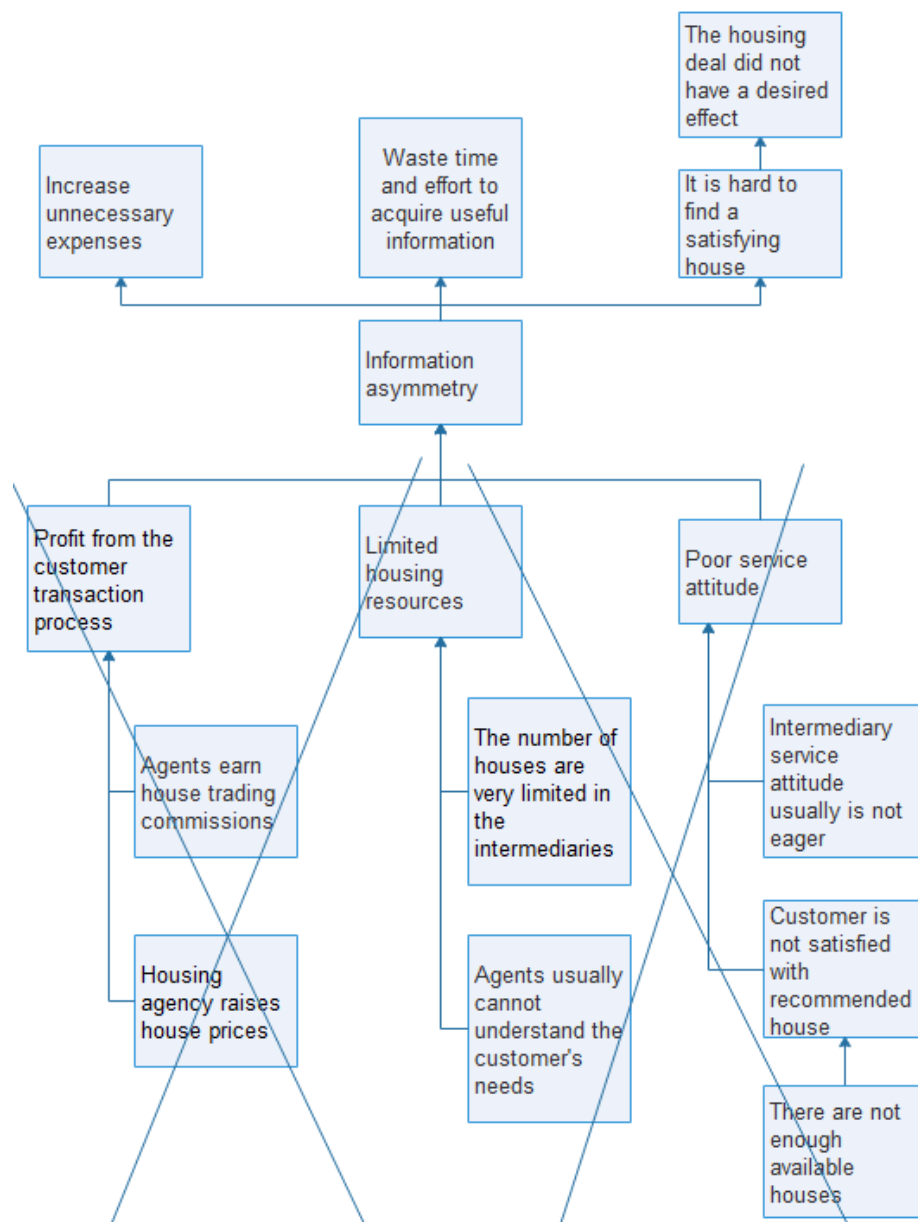 The housing
deal did not
have a desired
effect
Increase
unnecessary
expenses
Waste time
and effort to
acquire useful
information
It is hard to
find a
satisfying
house
Information
asymmetry
Profit from the
customer
transaction
process
Limited
housing
resources
Poor service
attitude
Agents earn
house trading
commissions
The number of
houses are
very limited in
the
intermediaries
Intermediary
service
attitude
usually is not
eager
Housing
agency raises
house prices
Agents usually
cannot
understand the
customer's
needs
Customer is
not satisfied
with
recommended
house
There are not
enough
available
houses